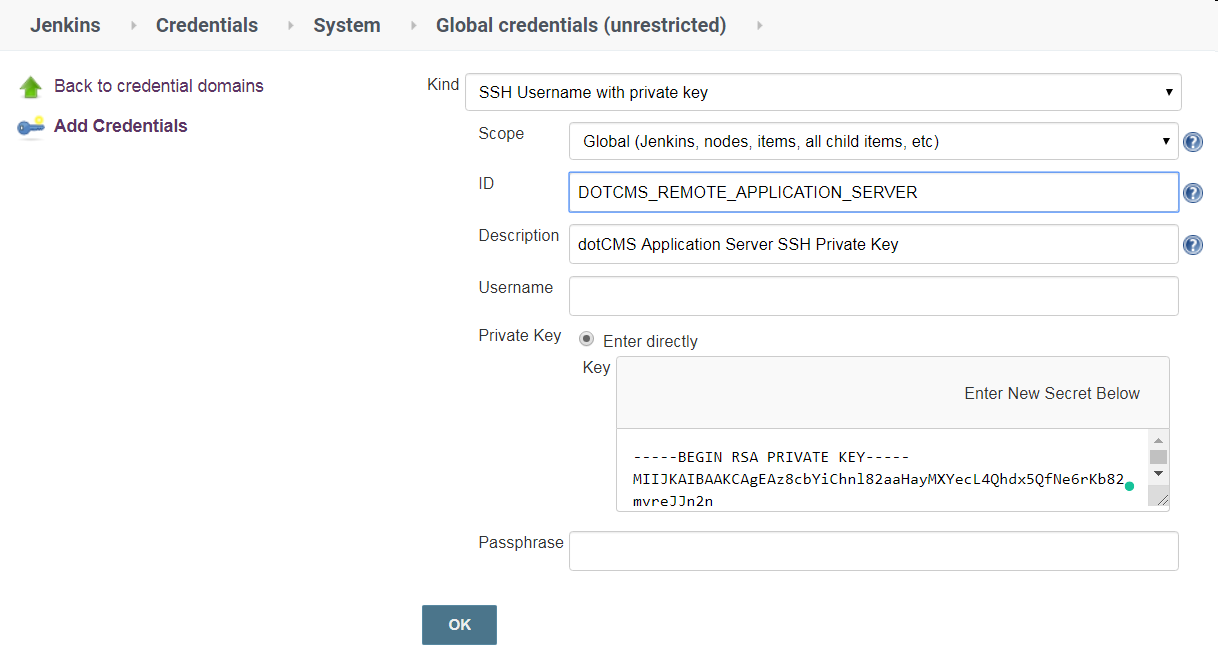 Jenkins Credentials System Global credentials (unrestricted)
Back to credential domains
Add Credentials
Kind SSH Username with private key
Scope Global (Jenkins, nodes, items, all child items, etc)
ID DOTCMS_REMOTE_APPLICATION_SERVER
Description dotCMS Application Server SSH Private Key
Username
Private Key Enter directly
Key
Enter New Secret Below
-----BEGIN RSA PRIVATE KEY-----
MIIJKAIBAAKCAgEAz8cbYiChnl82aaHayMXYecL4Qhdx5QfNe6rKb82
mvreJJn2n
Passphrase
OK